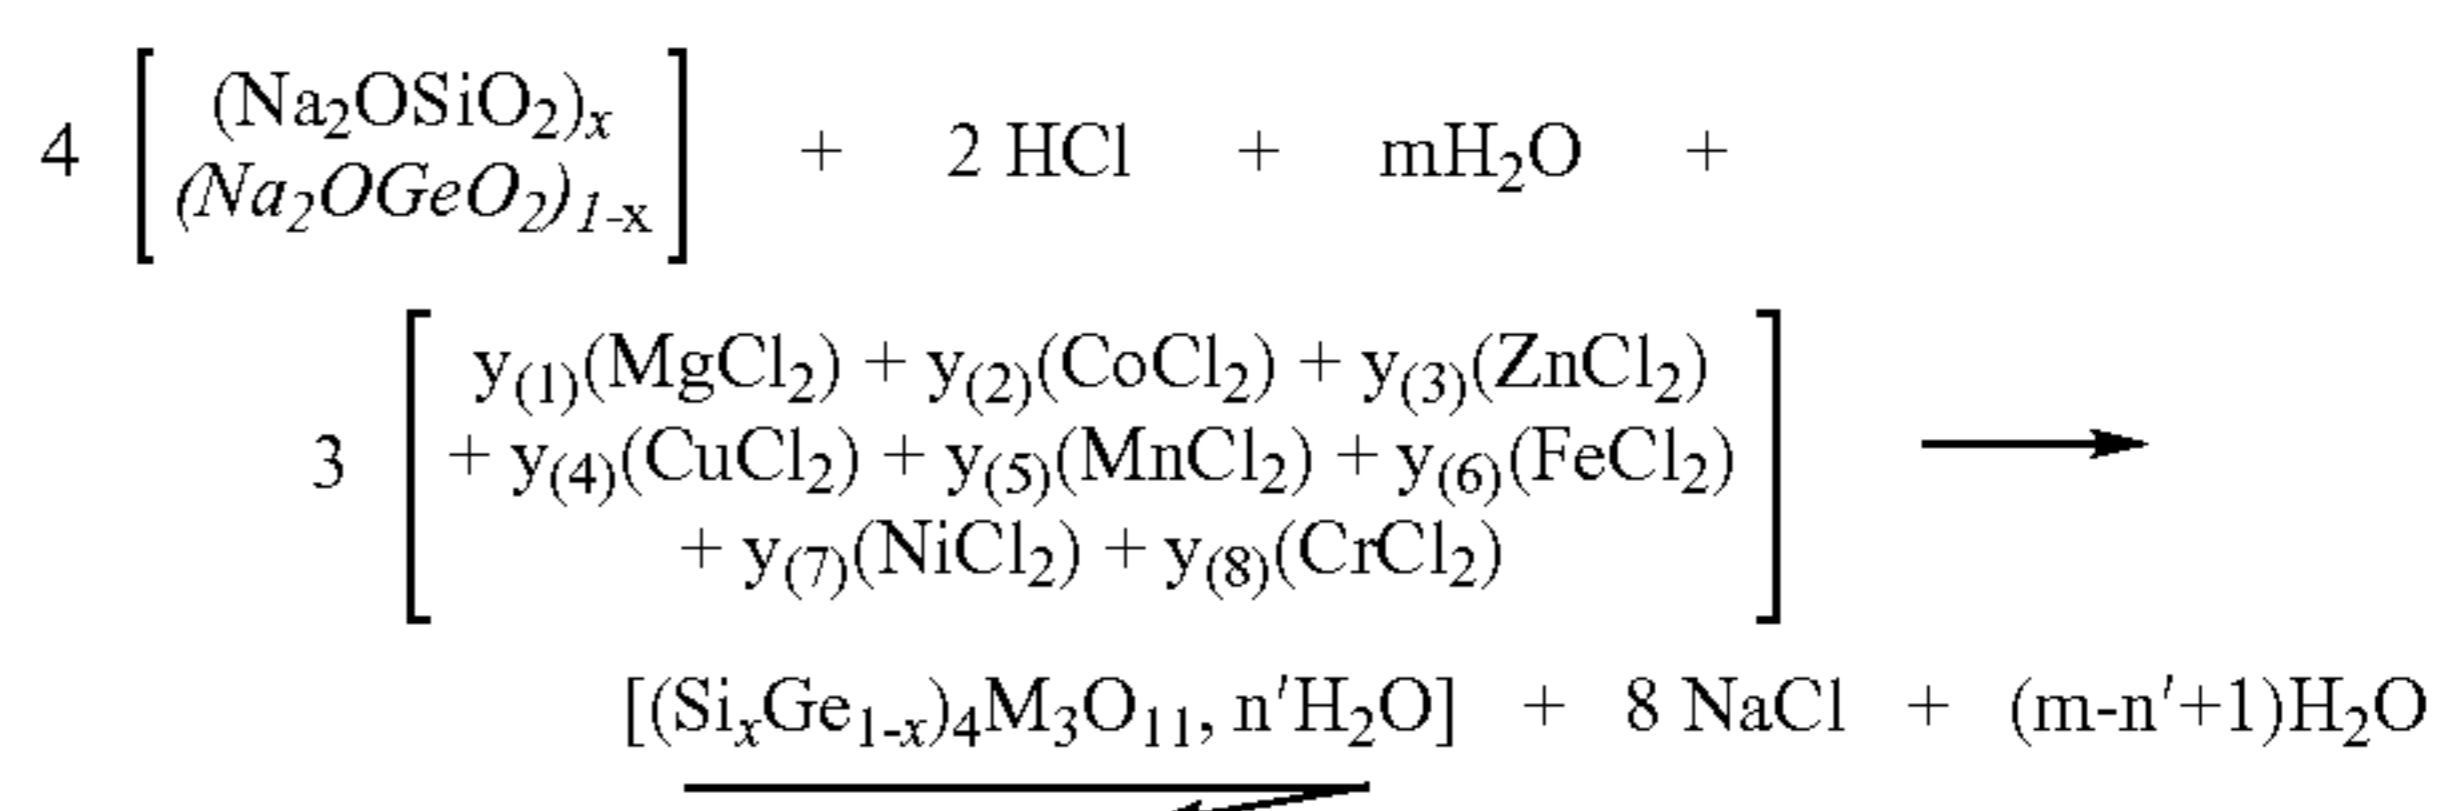 4 [ (Na₂OSiO₂)ₓ + 2 HCl + mH₂O +
(Na₂OGeO₂)₁₋ₓ ]
[ y₍₁₎(MgCl₂) + y₍₂₎(CoCl₂) + y₍₃₎(ZnCl₂)
3 + y₍₄₎(CuCl₂) + y₍₅₎(MnCl₂) + y₍₆₎(FeCl₂) ⟶
+ y₍₇₎(NiCl₂) + y₍₈₎(CrCl₂) ]
[(SiₓGe₁₋ₓ)₄M₃O₁₁, n′H₂O] + 8 NaCl + (m-n′+1)H₂O